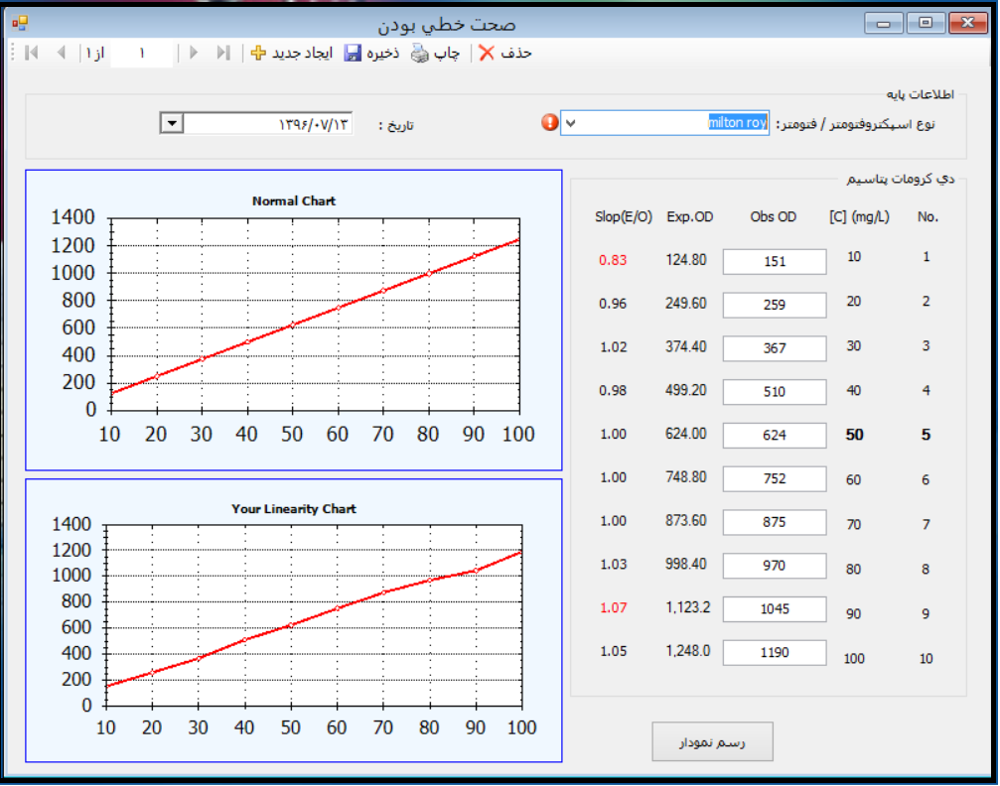 صحت خطي بودن
۱ از ۱ ایجاد جدید ذخیره چاپ حذف
اطلاعات پایه
نوع اسپکتروفتومتر / فتومتر: milton roy تاریخ : ۱۳۹۶/۰۷/۱۳
دي کرومات پتاسیم
Slop(E/O) Exp.OD Obs OD [C] (mg/L) No.
0.83 124.80 151 10 1
0.96 249.60 259 20 2
1.02 374.40 367 30 3
0.98 499.20 510 40 4
1.00 624.00 624 50 5
1.00 748.80 752 60 6
1.00 873.60 875 70 7
1.03 998.40 970 80 8
1.07 1,123.2 1045 90 9
1.05 1,248.0 1190 100 10
رسم نمودار
Normal Chart
1400
1200
1000
800
600
400
200
0
10 20 30 40 50 60 70 80 90 100
Your Linearity Chart
1400
1200
1000
800
600
400
200
0
10 20 30 40 50 60 70 80 90 100